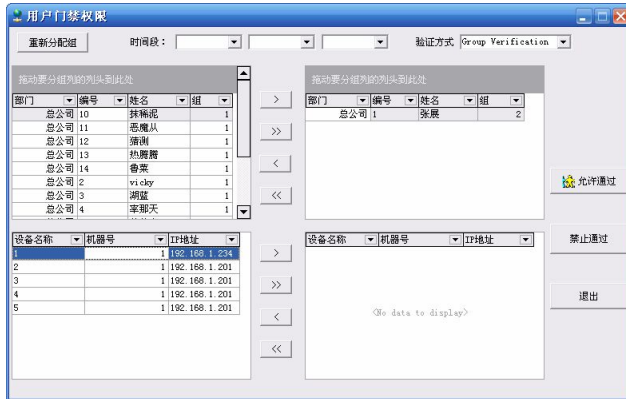 用户门禁权限
重新分配组 时间段： 验证方式 Group Verification
拖动要分组列的列头到此处
部门 编号 姓名 组
总公司 10 抹稀泥 1
总公司 11 恶魔从 1
总公司 12 猜测 1
总公司 13 热腾腾 1
总公司 14 鲁菜 1
总公司 2 vicky 1
总公司 3 湖蓝 1
总公司 4 率那天 1
> 
>>
<
<<
拖动要分组列的列头到此处
部门 编号 姓名 组
总公司 1 张展 2
设备名称 机器号 IP地址
1 1 192.168.1.234
2 1 192.168.1.201
3 1 192.168.1.201
4 1 192.168.1.201
5 1 192.168.1.201
>
>>
<
<<
设备名称 机器号 IP地址
<No data to display>
允许通过
禁止通过
退出